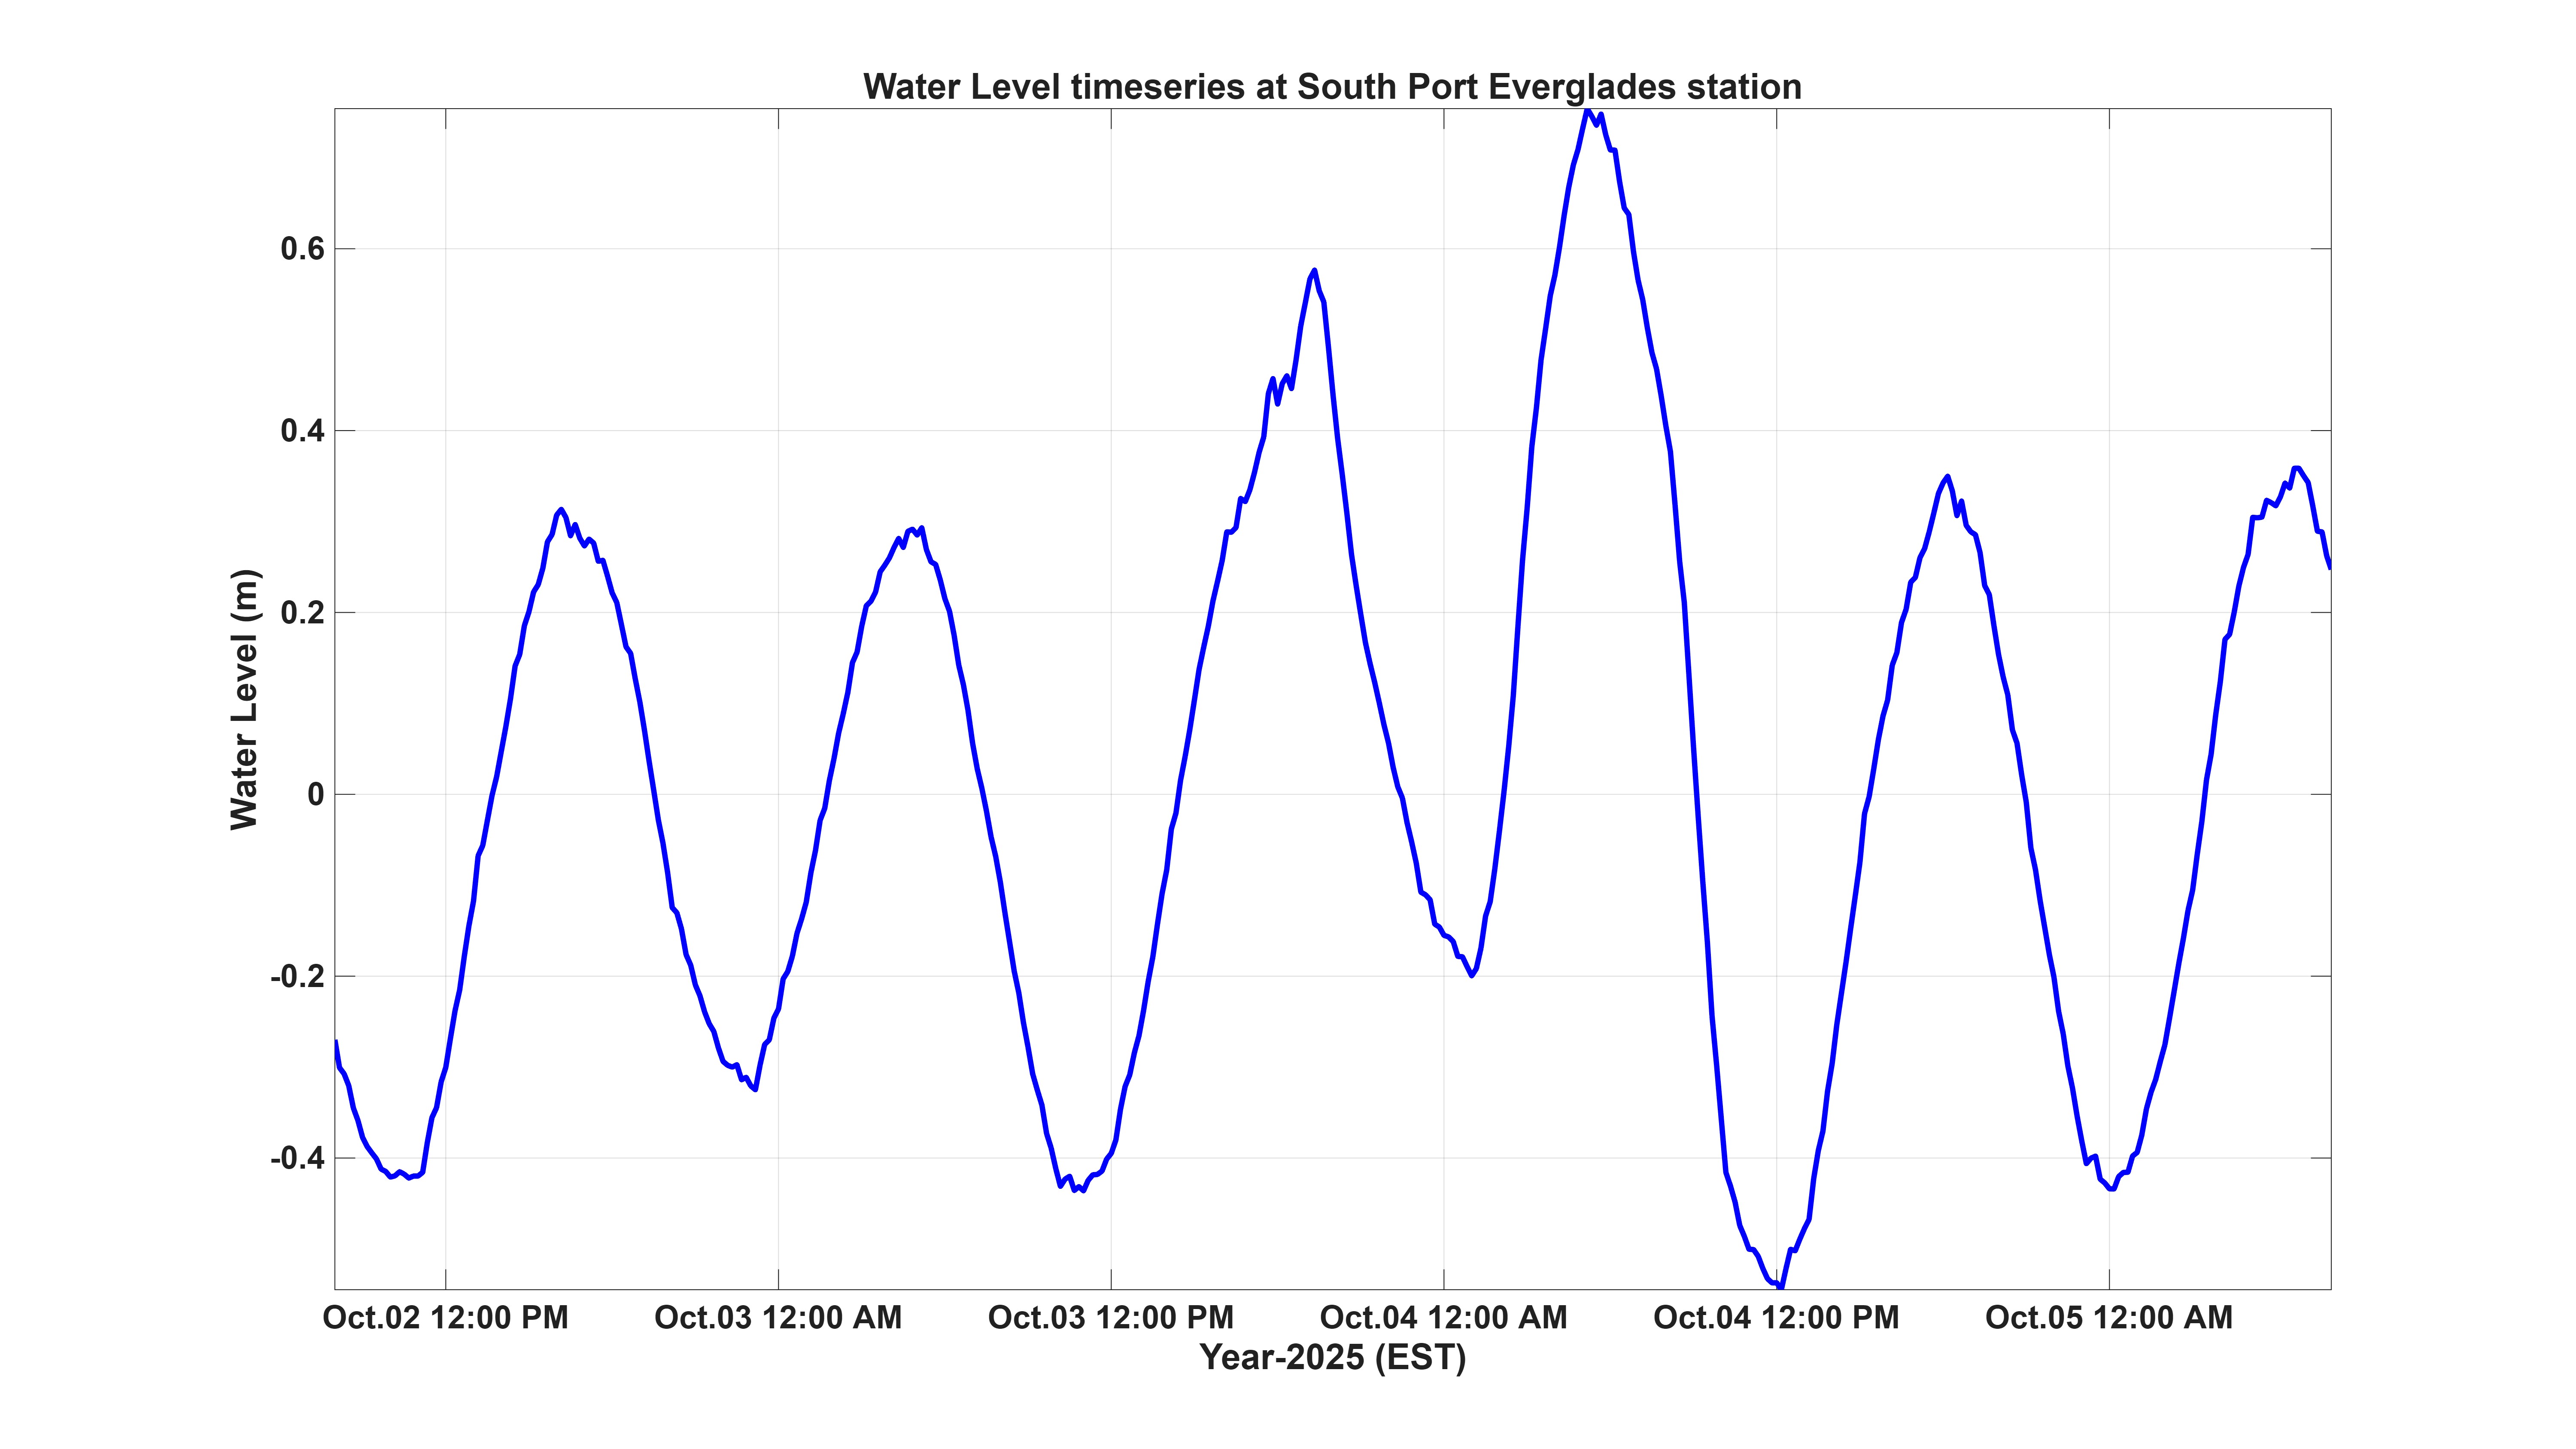 Water Level timeseries at South Port Everglades station
Water Level (m)
0.6
0.4
0.2
0
-0.2
-0.4
Oct.02 12:00 PM
Oct.03 12:00 AM
Oct.03 12:00 PM
Oct.04 12:00 AM
Oct.04 12:00 PM
Oct.05 12:00 AM
Year-2025 (EST)